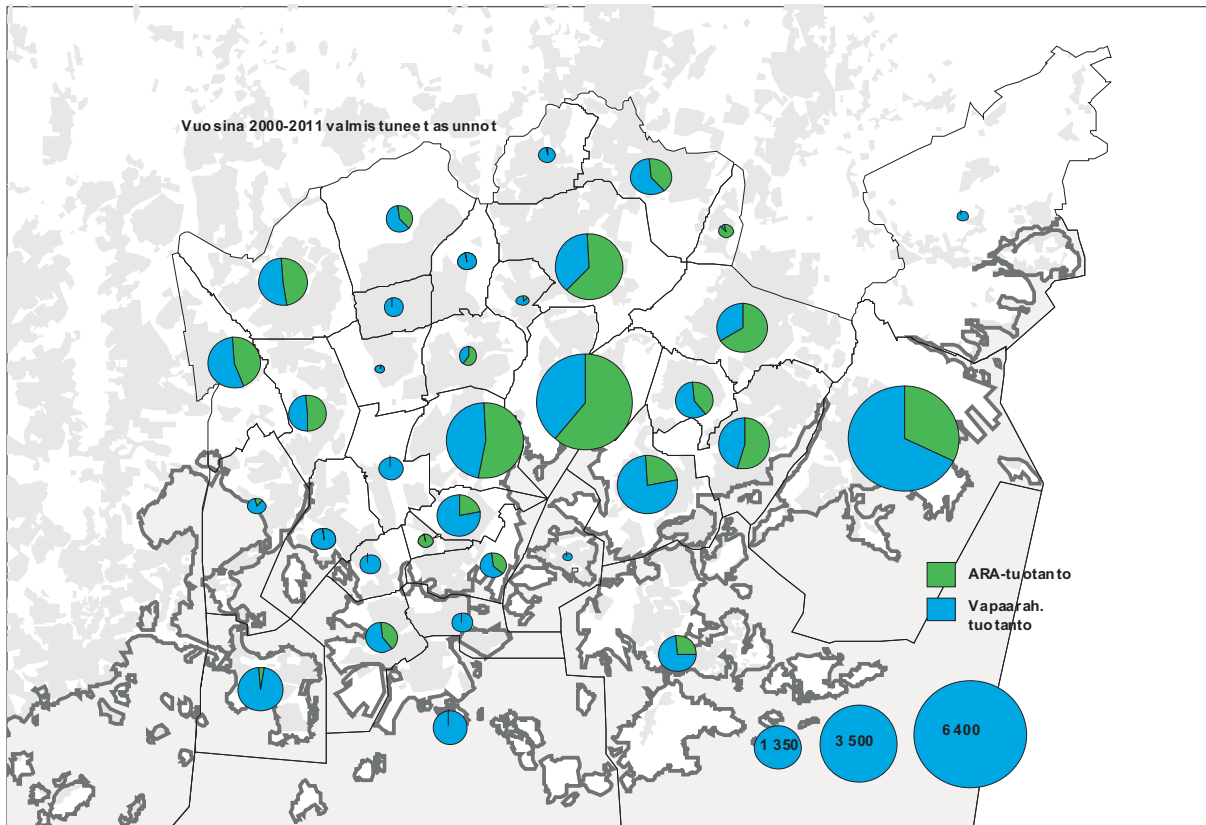 Vuosina 2000-2011 valmistuneet asunnot
ARA-tuotanto
Vapaarah.
tuotanto
1 350
3 500
6 400